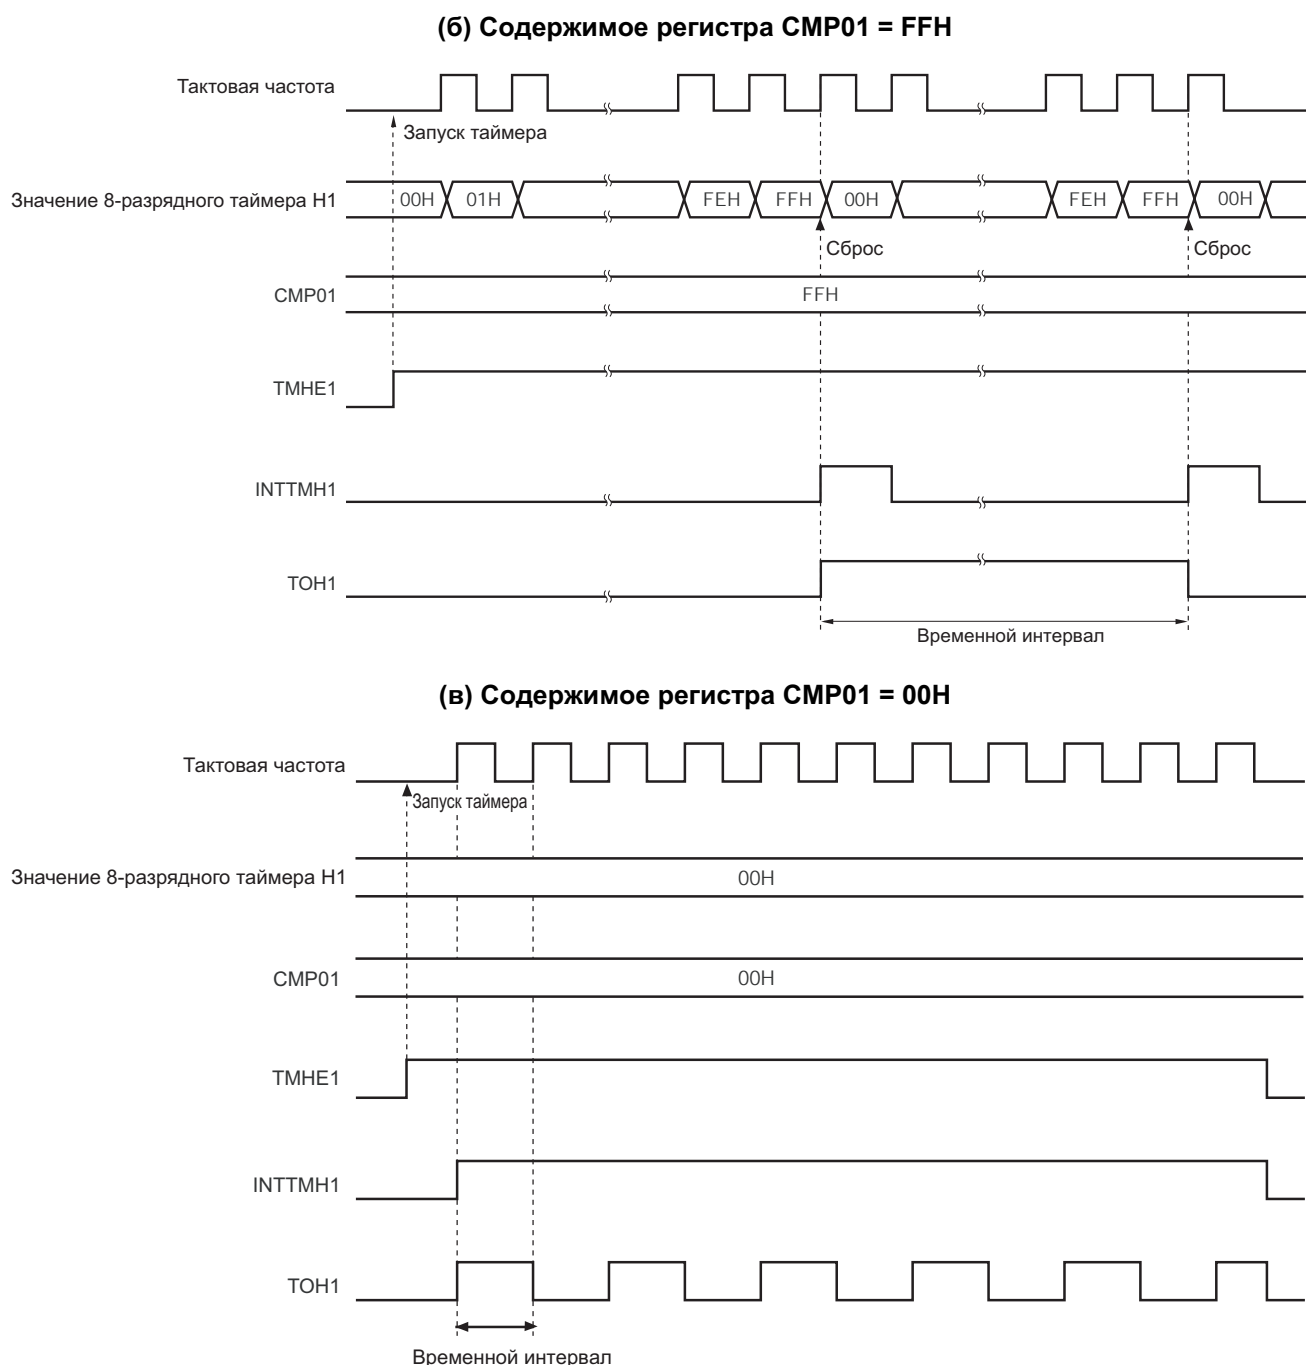 (б) Содержимое регистра CMP01 = FFH
Тактовая частота
Запуск таймера
Значение 8-разрядного таймера H1
00H 01H FEH FFH 00H FEH FFH 00H
Сброс Сброс
CMP01
FFH
TMHE1
INTTMH1
TOH1
Временной интервал
(в) Содержимое регистра CMP01 = 00H
Тактовая частота
Запуск таймера
Значение 8-разрядного таймера H1
00H
CMP01
00H
TMHE1
INTTMH1
TOH1
Временной интервал